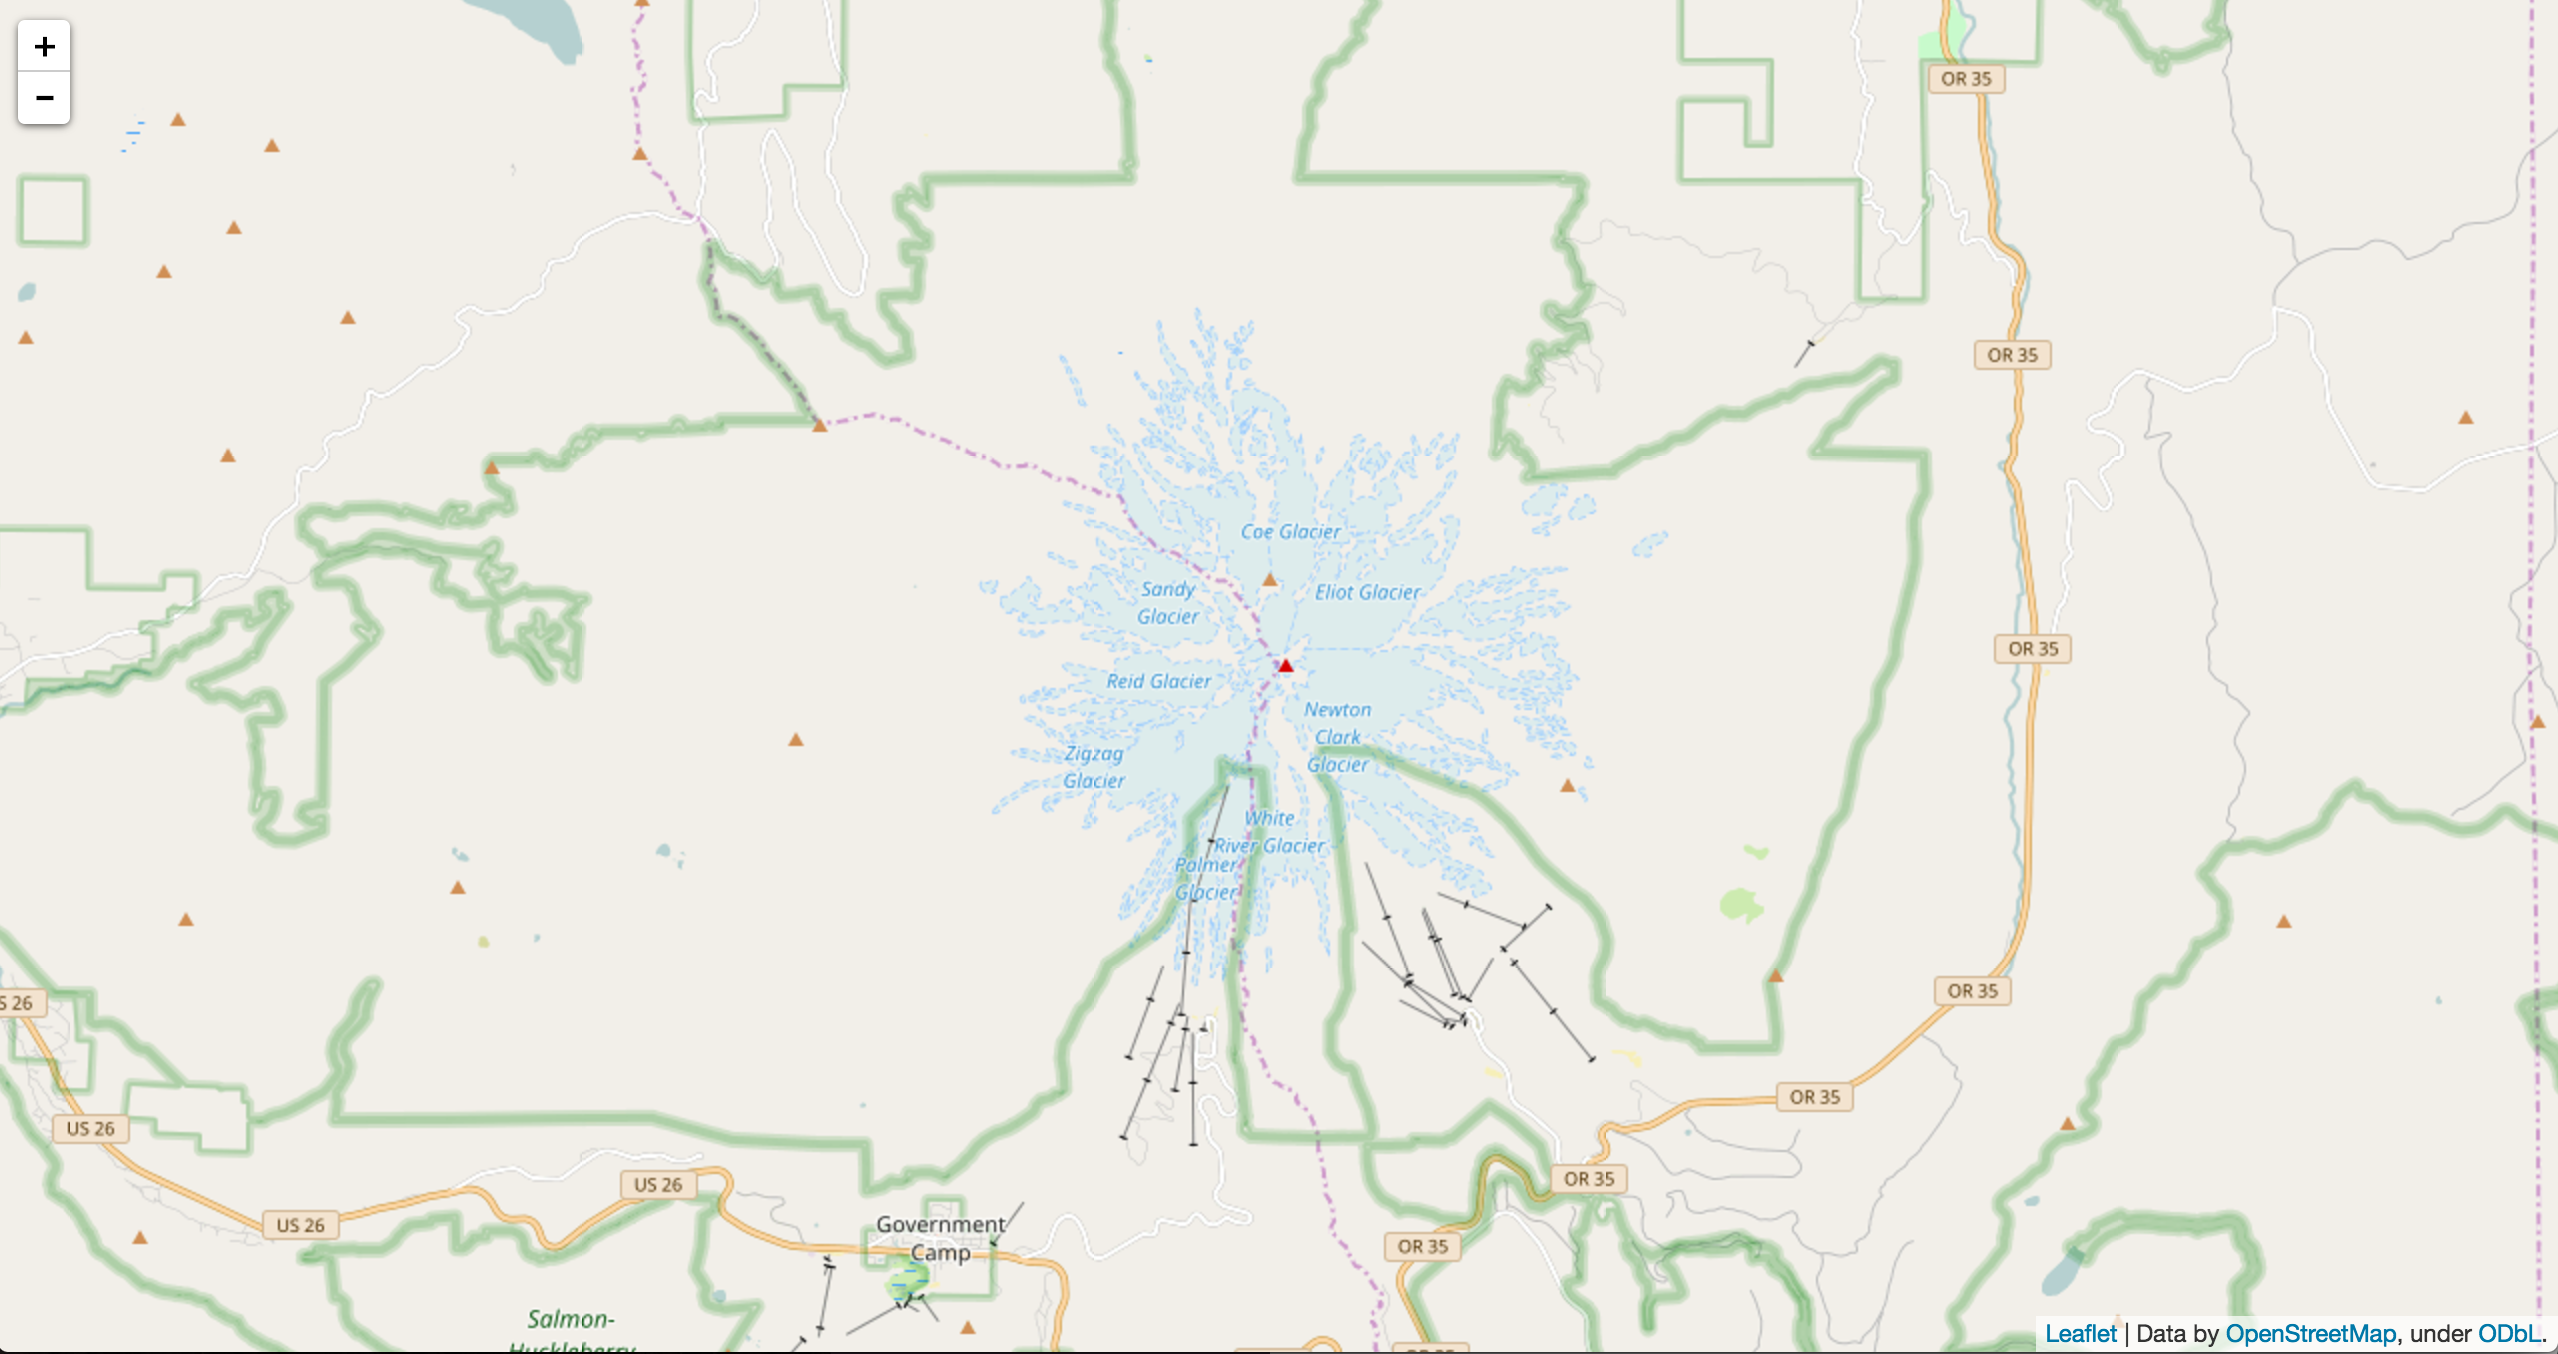 +
−
OR 35
OR 35
Coe Glacier
Sandy
Glacier
Eliot Glacier
OR 35
Reid Glacier
Newton
Clark
Glacier
Zigzag
Glacier
White
River Glacier
Palmer
Glacier
S 26
OR 35
OR 35
US 26
OR 35
US 26
US 26
Government
Camp
OR 35
Salmon-
Huckleberry
Leaflet | Data by OpenStreetMap, under ODbL.